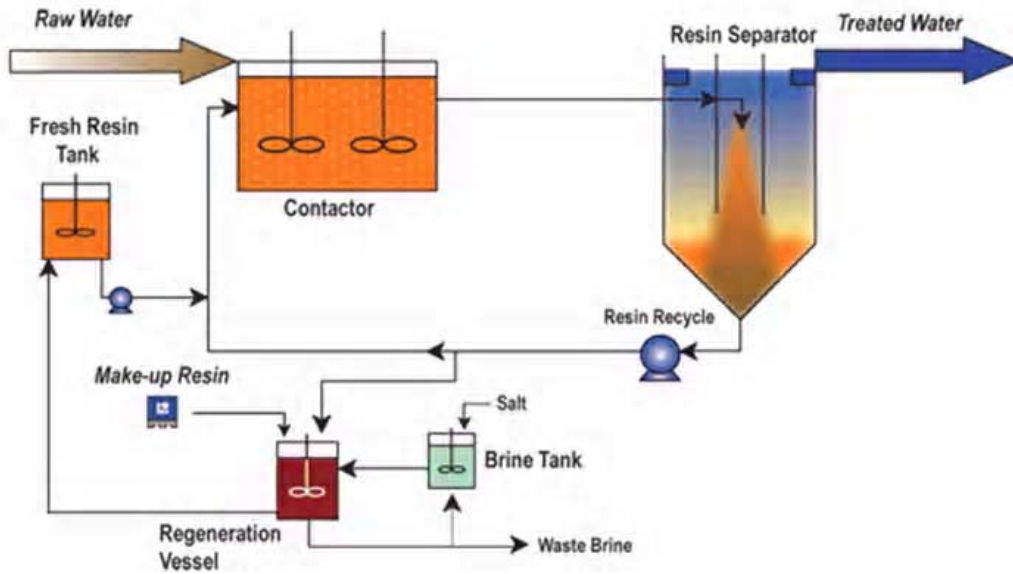 Raw Water
Resin Separator
Treated Water
Fresh Resin
Tank
Contactor
Resin Recycle
Make-up Resin
Salt
Brine Tank
Regeneration
Vessel
Waste Brine